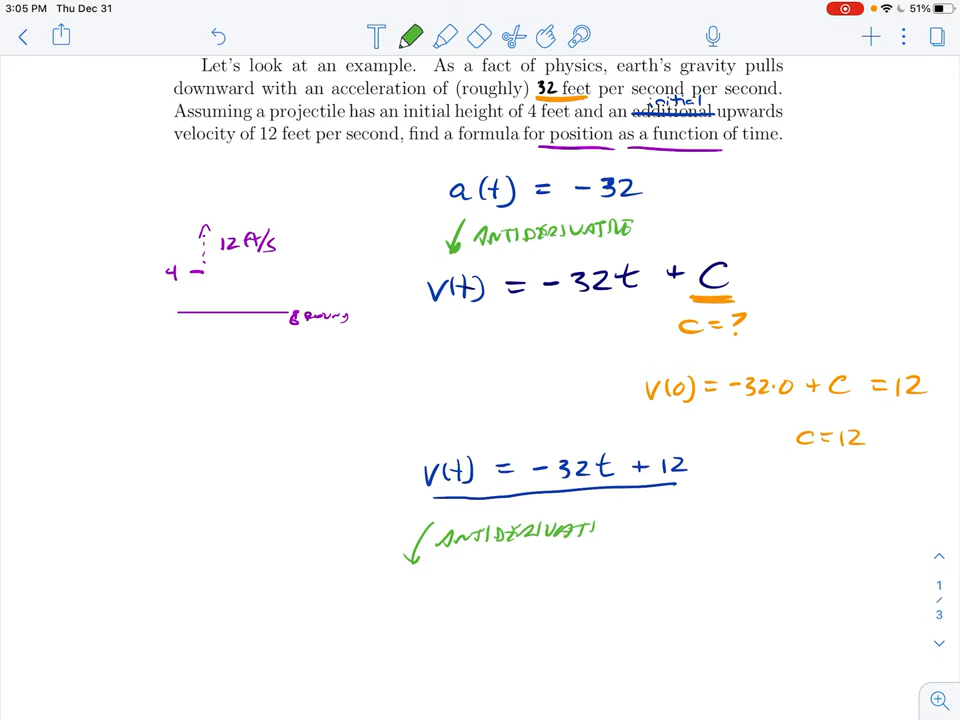 3:05 PM Thu Dec 31
51%
Let's look at an example. As a fact of physics, earth's gravity pulls
downward with an acceleration of (roughly) 32 feet per second per second.
initial
Assuming a projectile has an initial height of 4 feet and an additional upwards
velocity of 12 feet per second, find a formula for position as a function of time.
a(t) = -32
ANTIDERIVATIVE
12 ft/s
4
v(t) = -32t + C
GROUND
C = ?
v(0) = -32·0 + C = 12
C = 12
v(t) = -32t + 12
ANTIDERIVATI
1
/
3